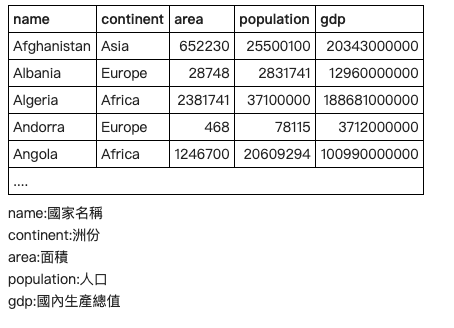 name continent area population gdp
Afghanistan Asia 652230 25500100 20343000000
Albania Europe 28748 2831741 12960000000
Algeria Africa 2381741 37100000 188681000000
Andorra Europe 468 78115 3712000000
Angola Africa 1246700 20609294 100990000000
....
name:國家名稱
continent:洲份
area:面積
population:人口
gdp:國內生產總值